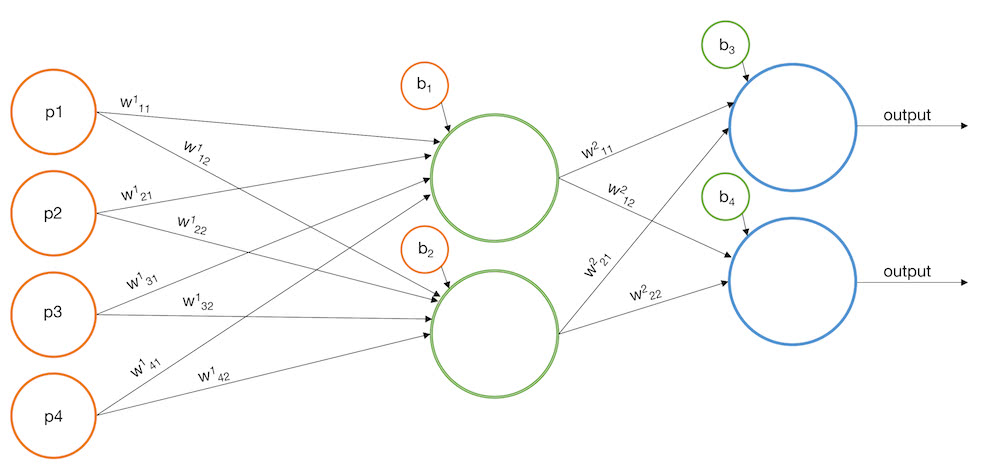 p1
p2
p3
p4
w¹₁₁
w¹₁₂
w¹₂₁
w¹₂₂
w¹₃₁
w¹₃₂
w¹₄₁
w¹₄₂
b₁
b₂
w²₁₁
w²₁₂
w²₂₁
w²₂₂
b₃
b₄
output
output